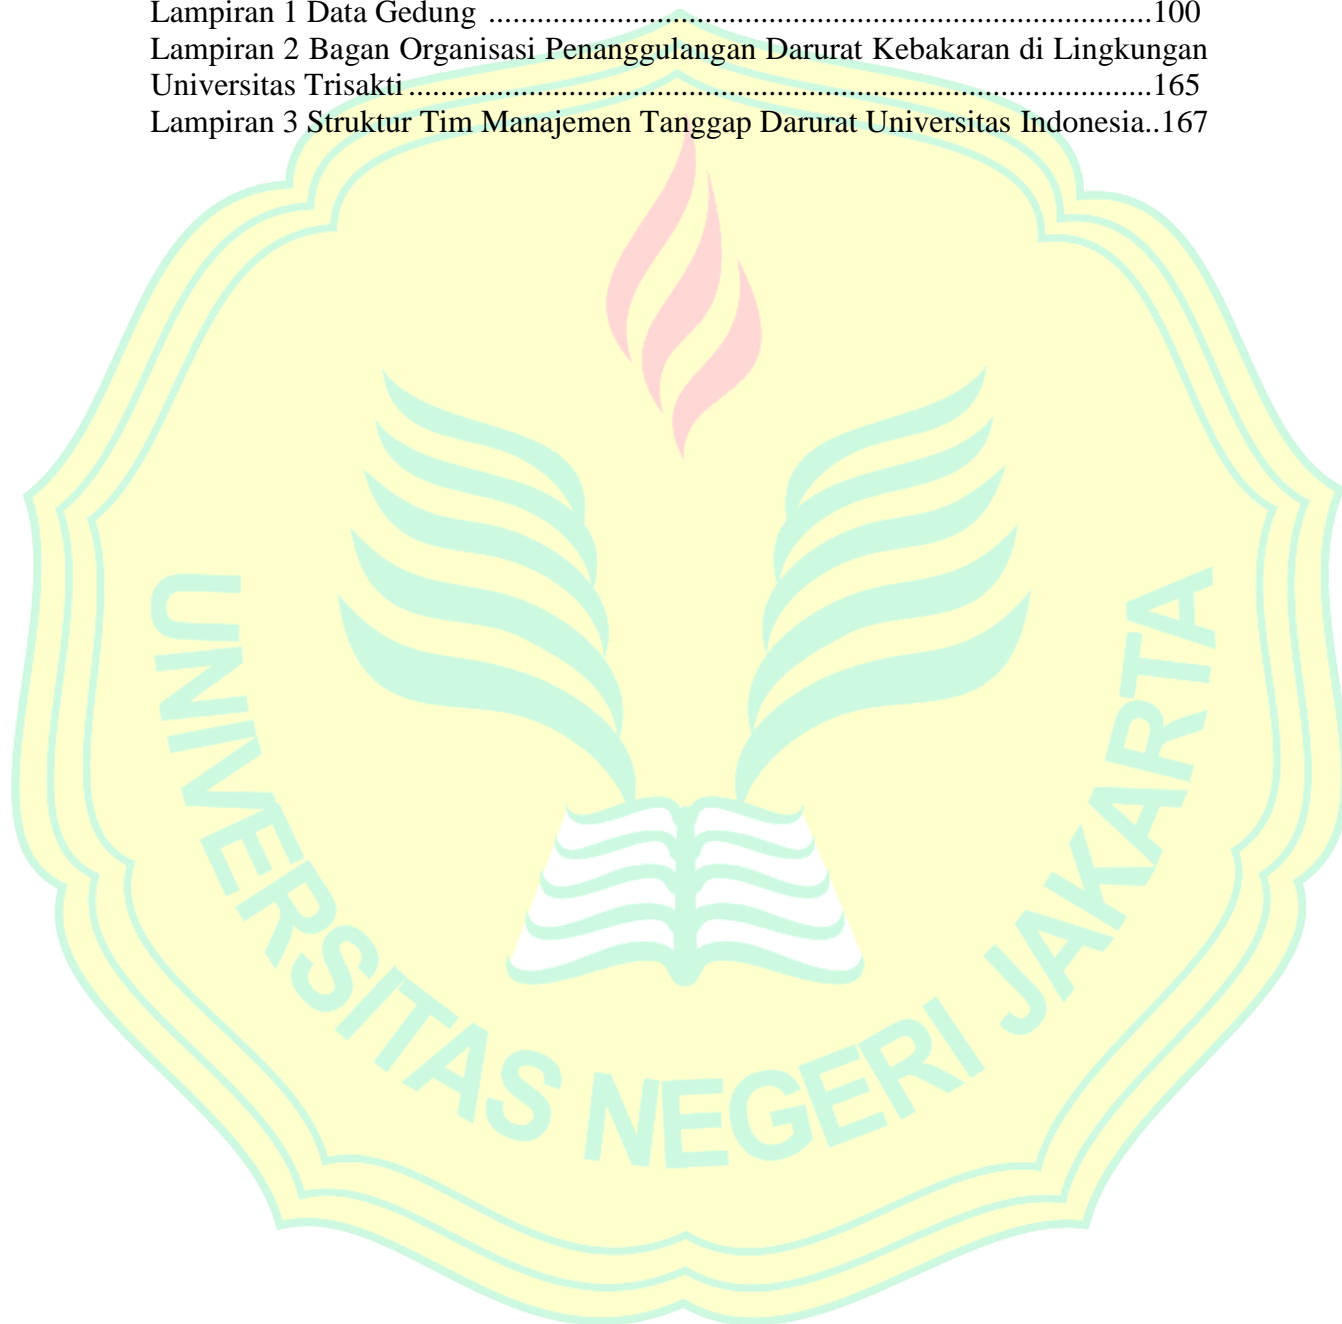 Lampiran 1 Data Gedung ....................................................................................100
Lampiran 2 Bagan Organisasi Penanggulangan Darurat Kebakaran di Lingkungan
Universitas Trisakti..............................................................................................165
Lampiran 3 Struktur Tim Manajemen Tanggap Darurat Universitas Indonesia..167
UNIVERSITAS NEGERI JAKARTA